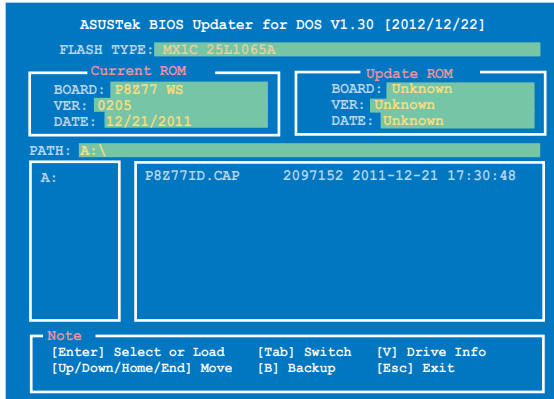 ASUSTek BIOS Updater for DOS V1.30 [2012/12/22]
FLASH TYPE: MX1C 25L1065A
Current ROM
BOARD: P8Z77 WS
VER: 0205
DATE: 12/21/2011
Update ROM
BOARD: Unknown
VER: Unknown
DATE: Unknown
PATH: A:\
A:
P8Z77ID.CAP 2097152 2011-12-21 17:30:48
Note
[Enter] Select or Load [Tab] Switch [V] Drive Info
[Up/Down/Home/End] Move [B] Backup [Esc] Exit